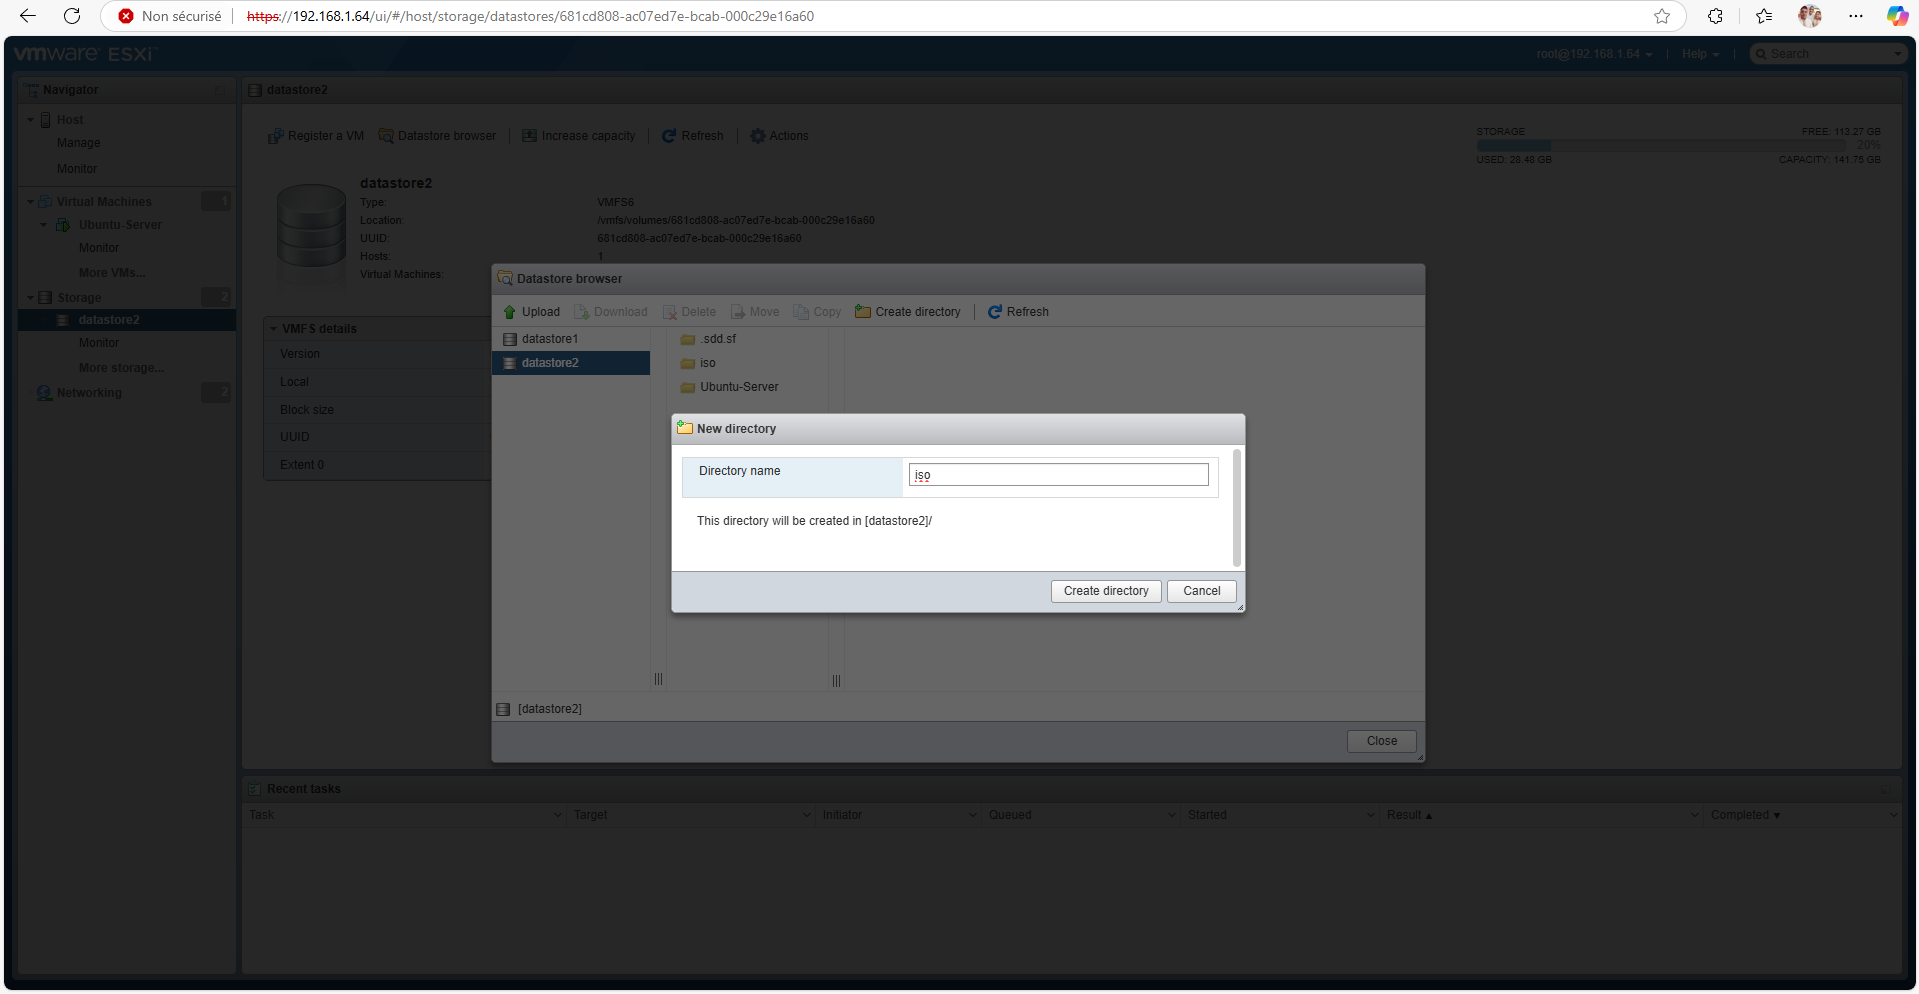 Non sécurisé https://192.168.1.64/ui/#/host/storage/datastores/681cd808-ac07ed7e-bcab-000c29e16a60
vmware ESXi
root@192.168.1.64 | Help | Search
Navigator
Host
Manage
Monitor
Virtual Machines 1
Ubuntu-Server
Monitor
More VMs...
Storage 2
datastore2
Monitor
More storage...
Networking 2
datastore2
Register a VM Datastore browser Increase capacity Refresh Actions
STORAGE FREE: 113.27 GB
20%
USED: 28.48 GB CAPACITY: 141.75 GB
datastore2
Type: VMFS6
Location: /vmfs/volumes/681cd808-ac07ed7e-bcab-000c29e16a60
UUID: 681cd808-ac07ed7e-bcab-000c29e16a60
Hosts: 1
Virtual Machines:
VMFS details
Version
Local
Block size
UUID
Extent 0
Datastore browser
Upload Download Delete Move Copy Create directory Refresh
datastore1
datastore2
.sdd.sf
iso
Ubuntu-Server
New directory
Directory name iso
This directory will be created in [datastore2]/
Create directory Cancel
[datastore2]
Close
Recent tasks
Task Target Initiator Queued Started Result ▲ Completed ▼